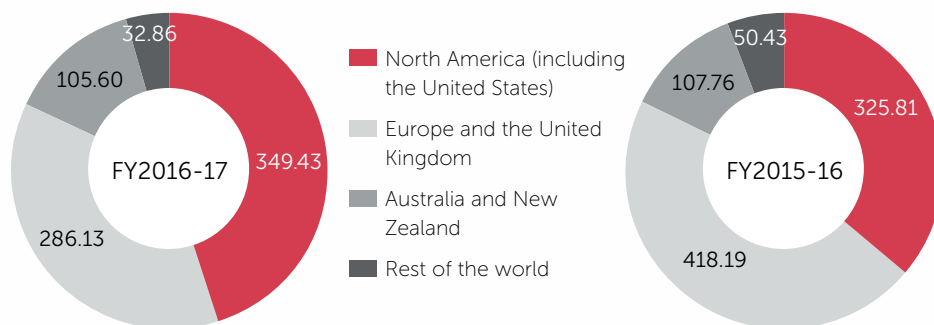 32.86
105.60
349.43
286.13
FY2016-17
North America (including
the United States)
Europe and the United
Kingdom
Australia and New
Zealand
Rest of the world
50.43
107.76
325.81
418.19
FY2015-16